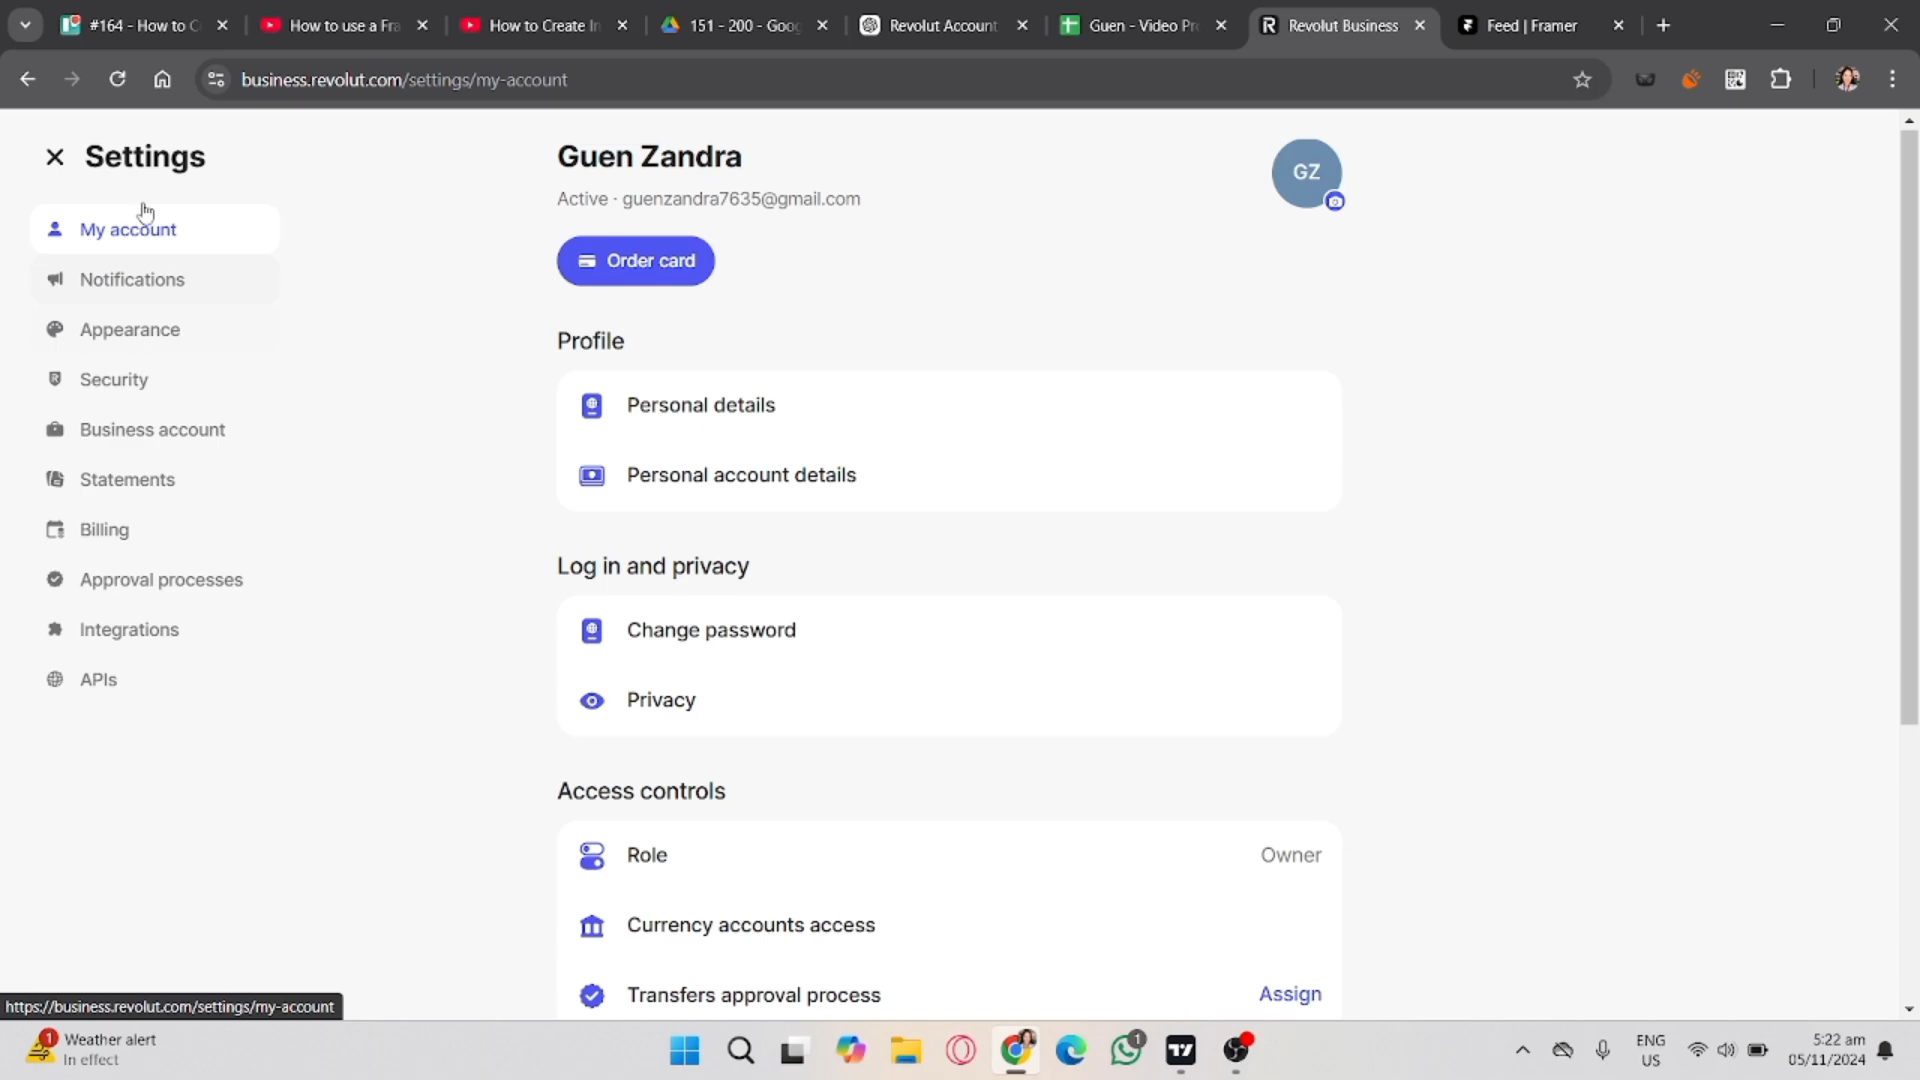 #164 - How to C
How to use a Fra
How to Create In
151 - 200 - Goog
Revolut Account
Guen - Video Pr
Revolut Business
Feed | Framer
business.revolut.com/settings/my-account
Settings
My account
Notifications
Appearance
Security
Business account
Statements
Billing
Approval processes
Integrations
APIs
Guen Zandra
Active · guenzandra7635@gmail.com
GZ
Order card
Profile
Personal details
Personal account details
Log in and privacy
Change password
Privacy
Access controls
Role Owner
Currency accounts access
Transfers approval process Assign
https://business.revolut.com/settings/my-account
1
Weather alert
In effect
1
ENG
US
5:22 am
05/11/2024